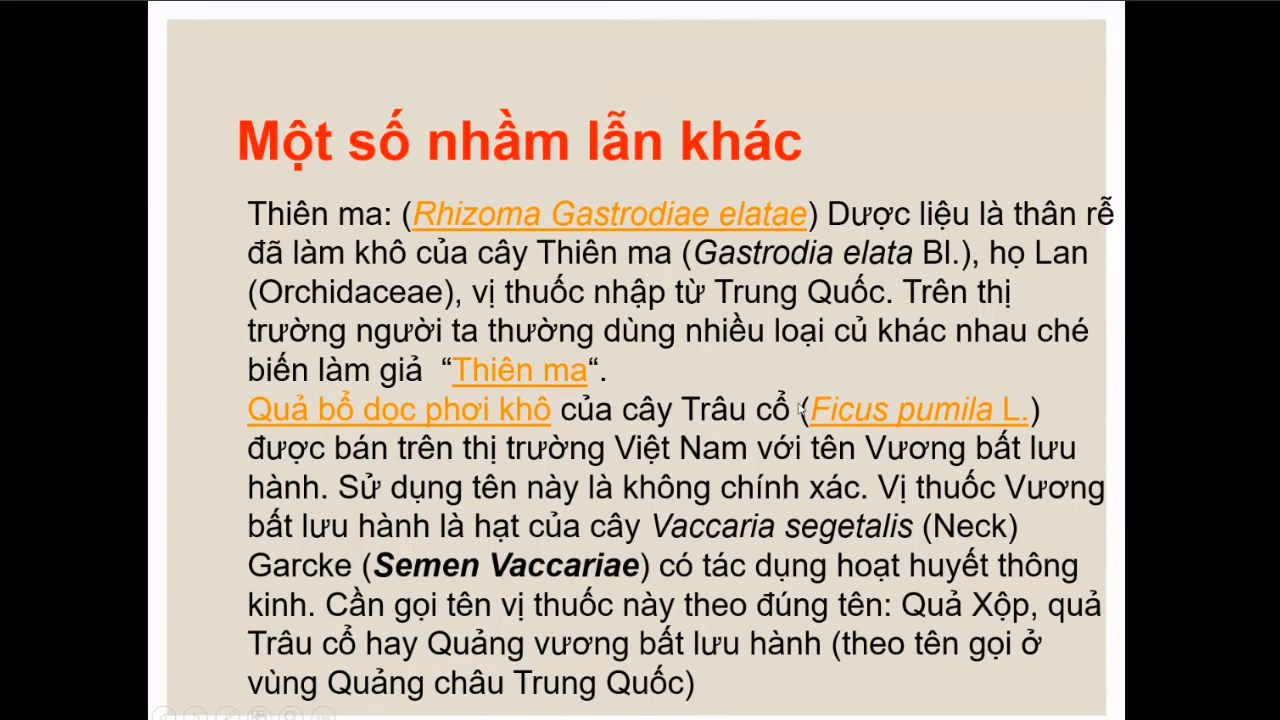 Một số nhầm lẫn khác
Thiên ma: (Rhizoma Gastrodiae elatae) Dược liệu là thân rễ
đã làm khô của cây Thiên ma (Gastrodia elata Bl.), họ Lan
(Orchidaceae), vị thuốc nhập từ Trung Quốc. Trên thị
trường người ta thường dùng nhiều loại củ khác nhau ché
biến làm giả “Thiên ma“.
Quả bổ dọc phơi khô của cây Trâu cổ (Ficus pumila L.)
được bán trên thị trường Việt Nam với tên Vương bất lưu
hành. Sử dụng tên này là không chính xác. Vị thuốc Vương
bất lưu hành là hạt của cây Vaccaria segetalis (Neck)
Garcke (Semen Vaccariae) có tác dụng hoạt huyết thông
kinh. Cần gọi tên vị thuốc này theo đúng tên: Quả Xộp, quả
Trâu cổ hay Quảng vương bất lưu hành (theo tên gọi ở
vùng Quảng châu Trung Quốc)